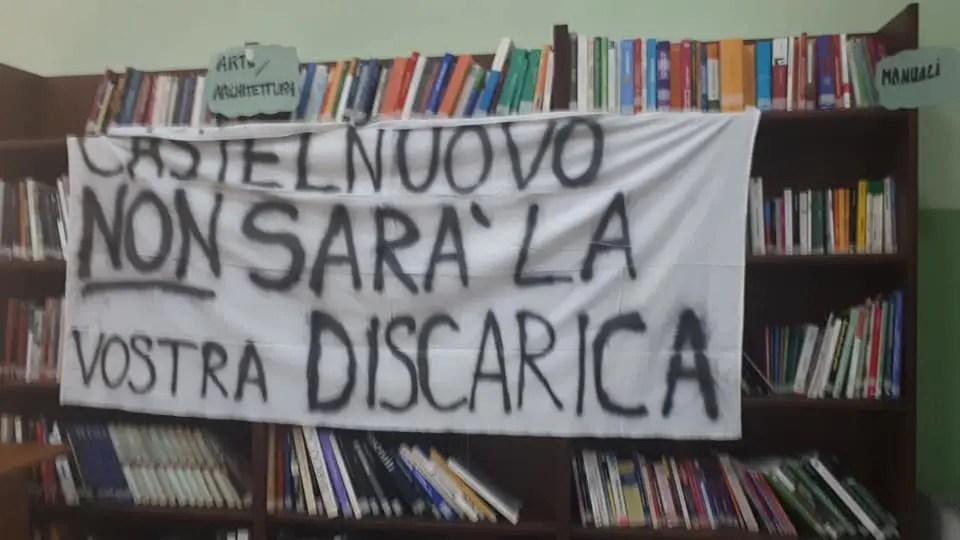 ARTE/
ARCHITETTURA
MANUALI
CASTELNUOVO
NON SARA' LA
VOSTRA DISCARICA